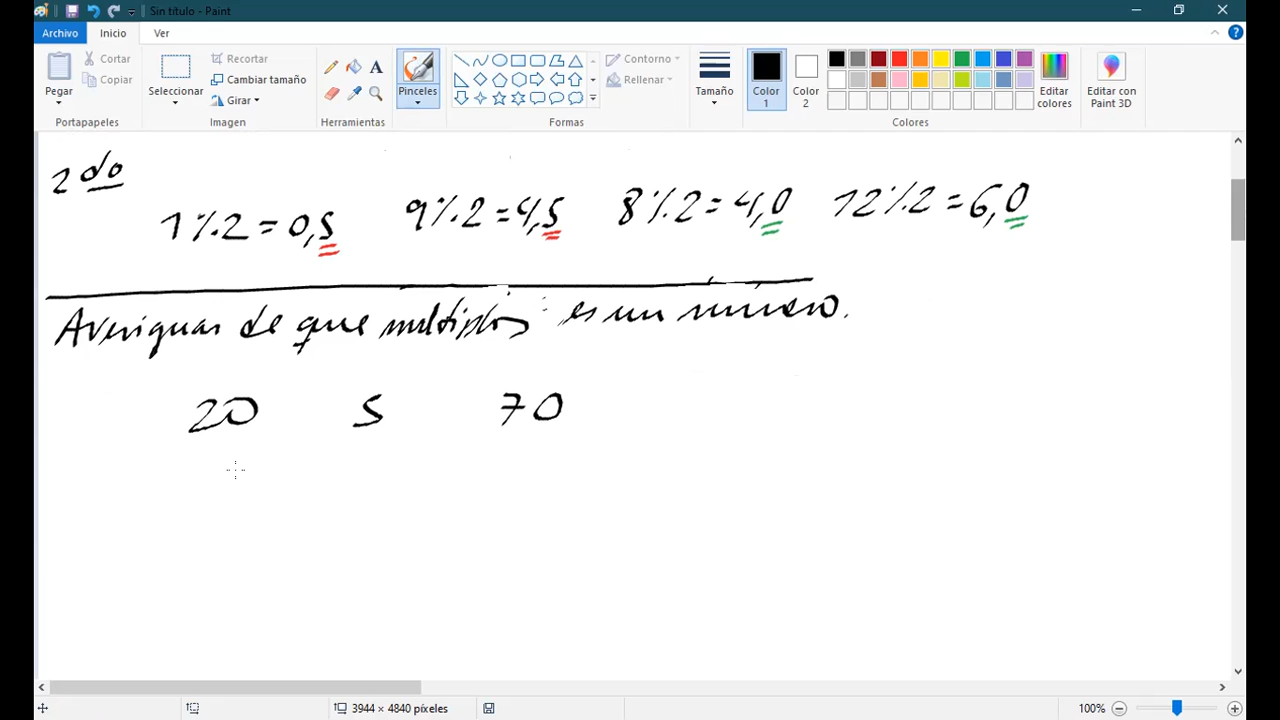 Sin título - Paint
Archivo Inicio Ver
Pegar
Cortar
Copiar
Portapapeles
Seleccionar
Recortar
Cambiar tamaño
Girar
Imagen
A
Herramientas
Pinceles
Contorno
Rellenar
Formas
Tamaño
Color 1
Color 2
Editar colores
Colores
Editar con Paint 3D
2 do
1%2=0,5 9%2=4,5 8%2=4,0 12%2=6,0
Averiguar de que multiplos es un número.
20 5 70
3944 × 4840 píxeles 100%